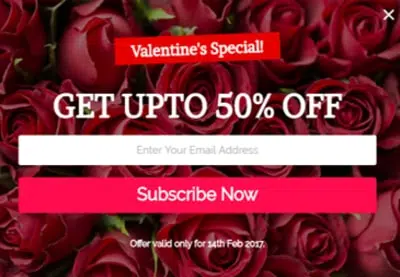 Valentine's Special!
GET UPTO 50% OFF
Enter Your Email Address
Subscribe Now
Offer valid only for 14th Feb 2017.